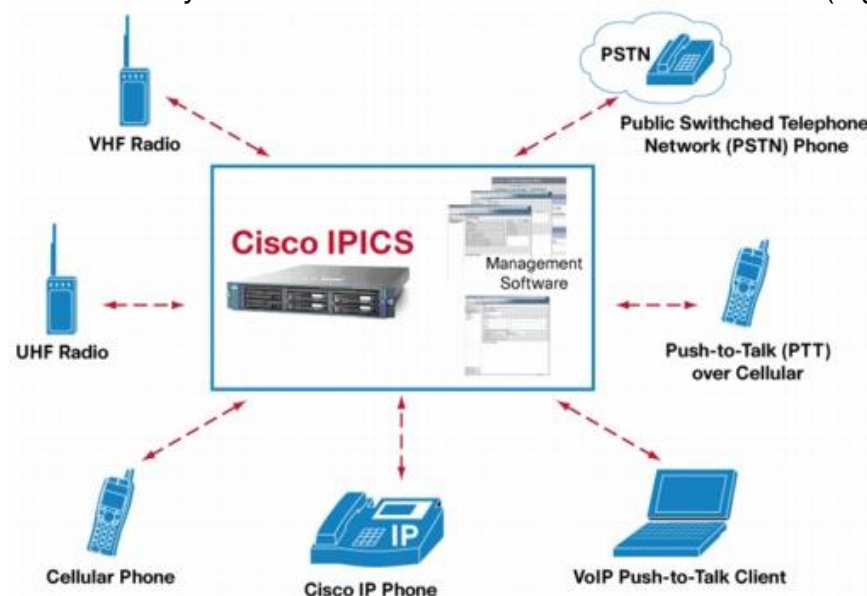 PSTN
VHF Radio
Public Swithched Telephone
Network (PSTN) Phone
Cisco IPICS
Management
Software
UHF Radio
Push-to-Talk (PTT)
over Cellular
IP
Cellular Phone
Cisco IP Phone
VoIP Push-to-Talk Client